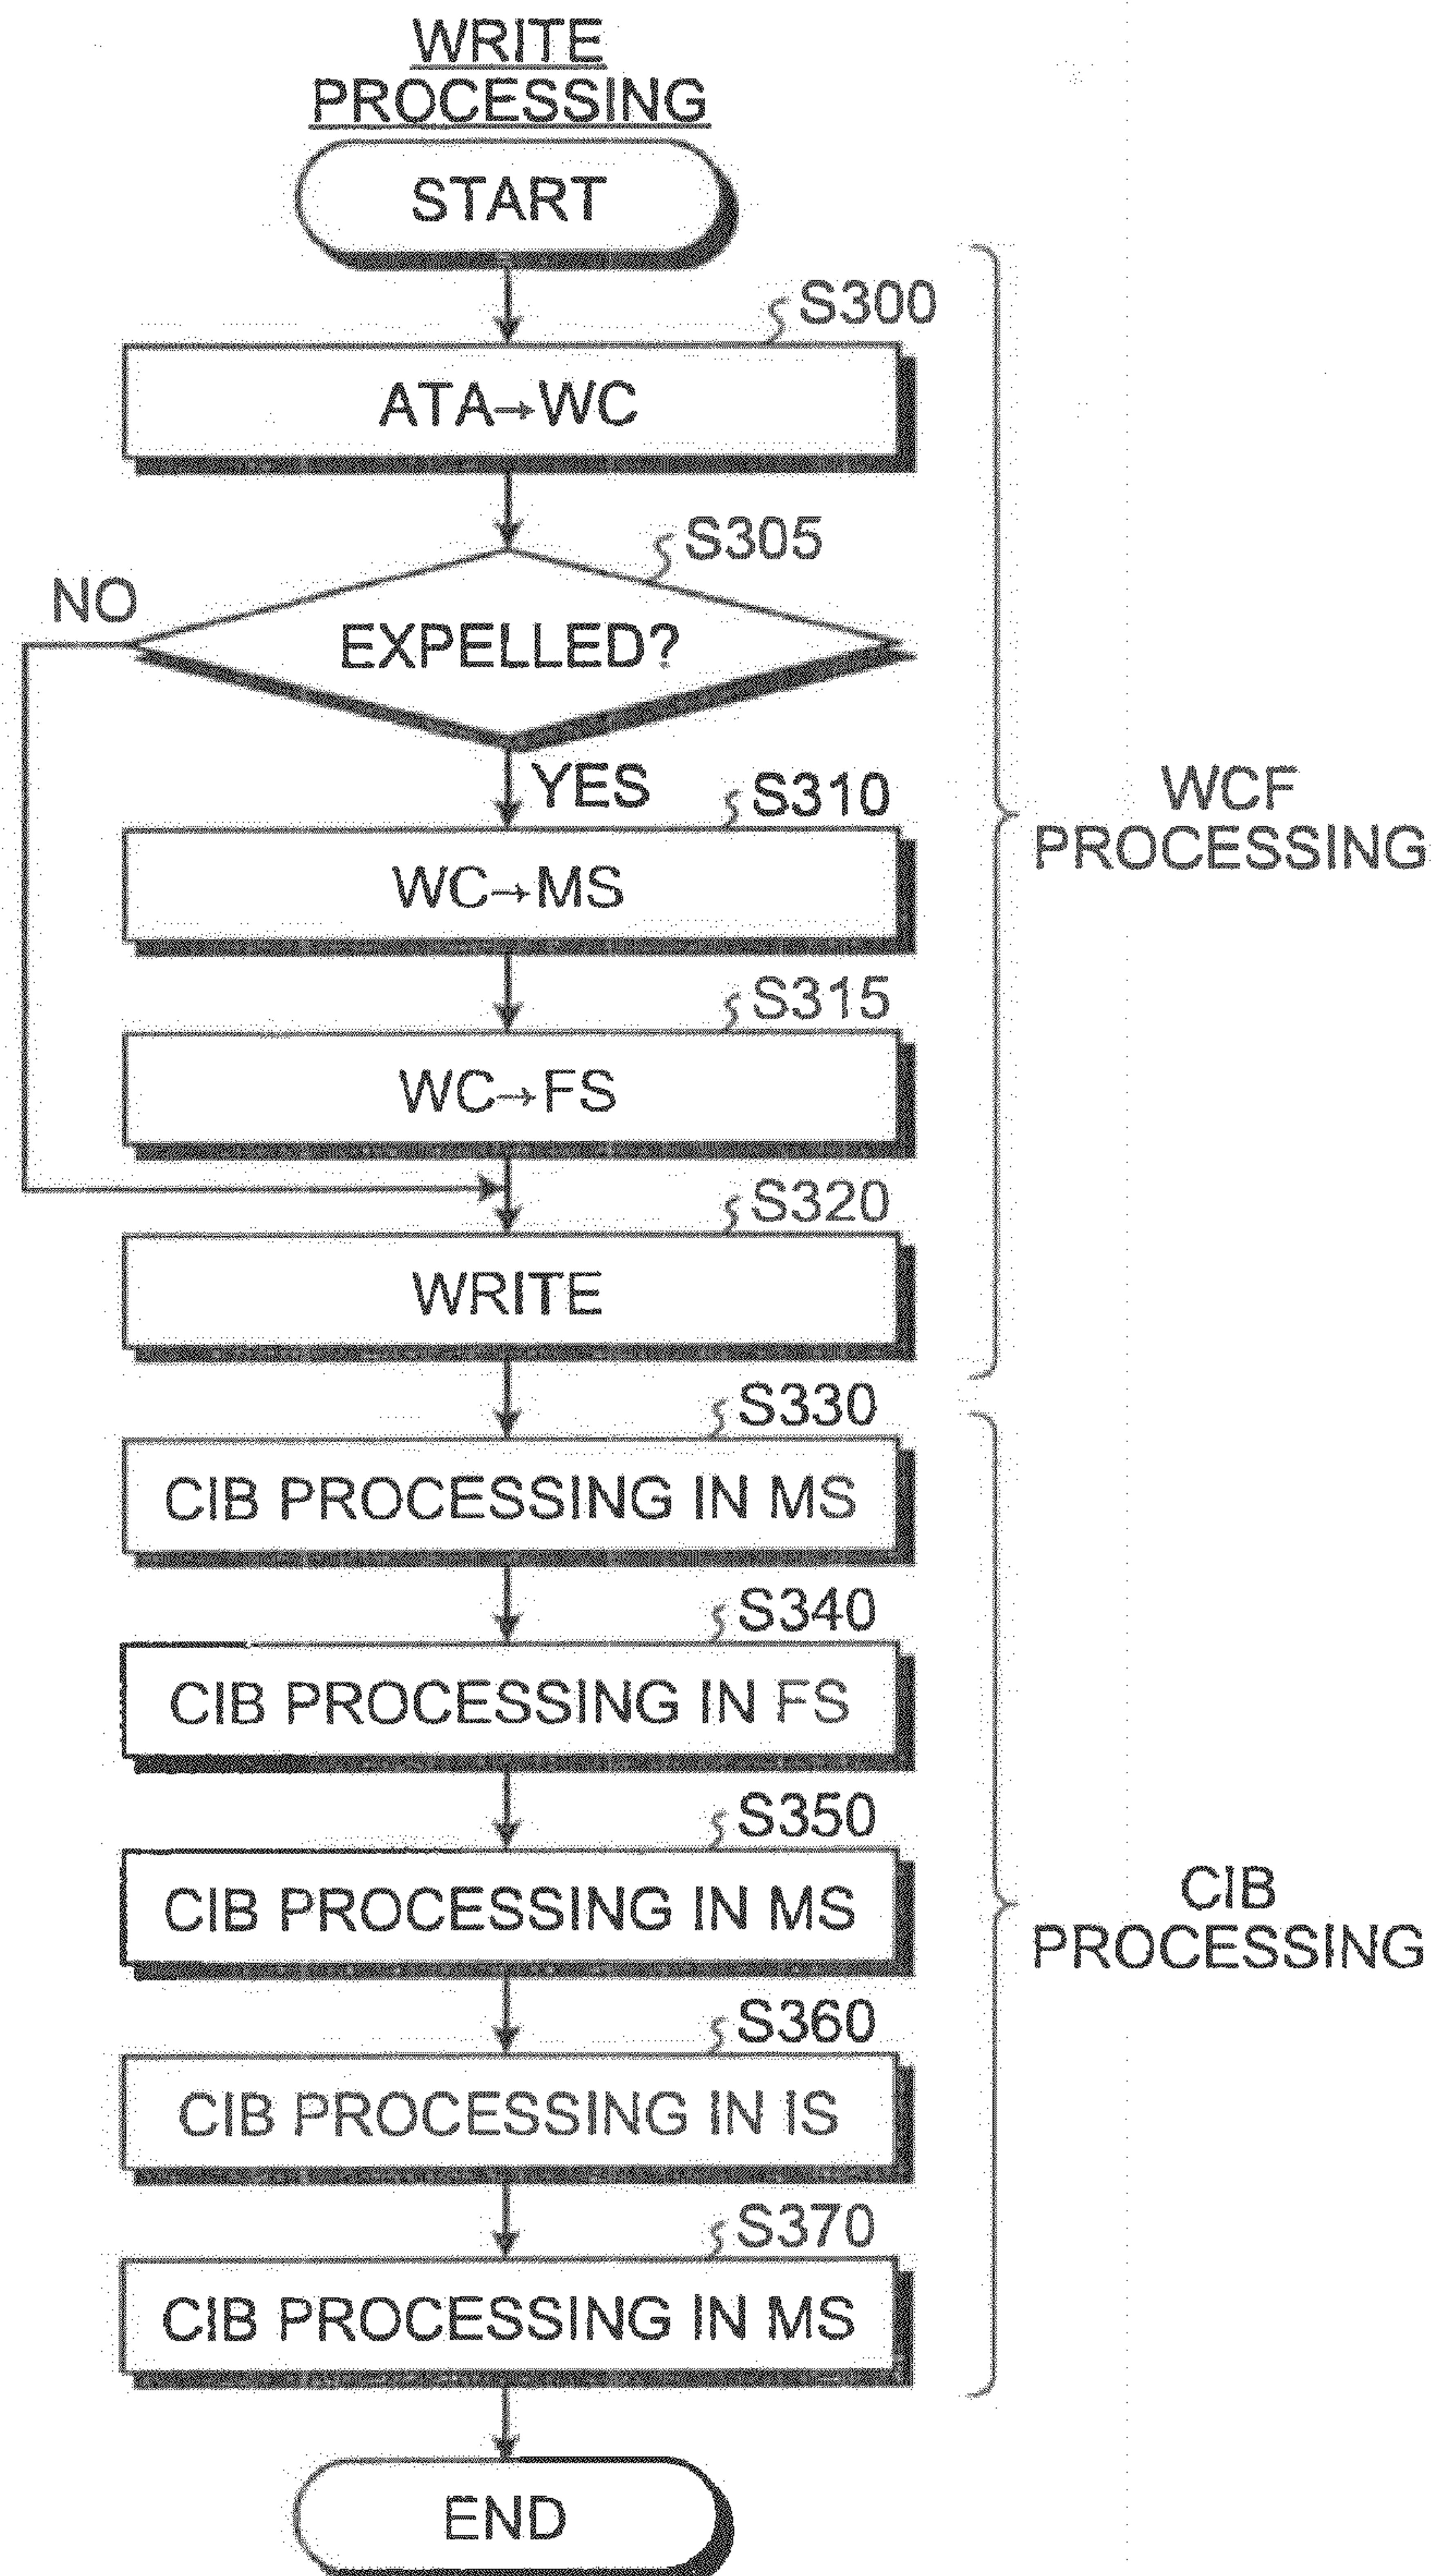 WRITE
PROCESSING
START
S300
ATA→WC
S305
NO
EXPELLED?
YES
S310
WC→MS
WCF
PROCESSING
S315
WC→FS
S320
WRITE
S330
CIB PROCESSING IN MS
S340
CIB PROCESSING IN FS
S350
CIB PROCESSING IN MS
CIB
PROCESSING
S360
CIB PROCESSING IN IS
S370
CIB PROCESSING IN MS
END